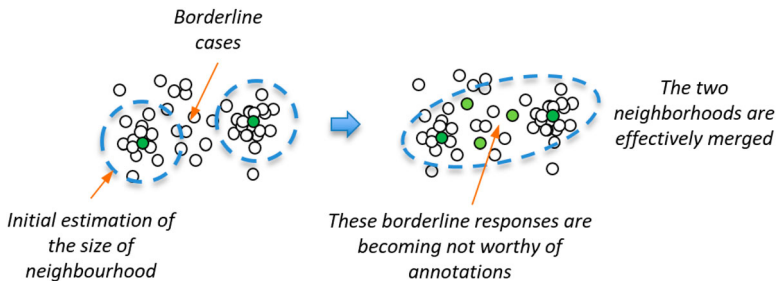 Borderline
cases
Initial estimation of
the size of
neighbourhood
The two
neighborhoods are
effectively merged
These borderline responses are
becoming not worthy of
annotations